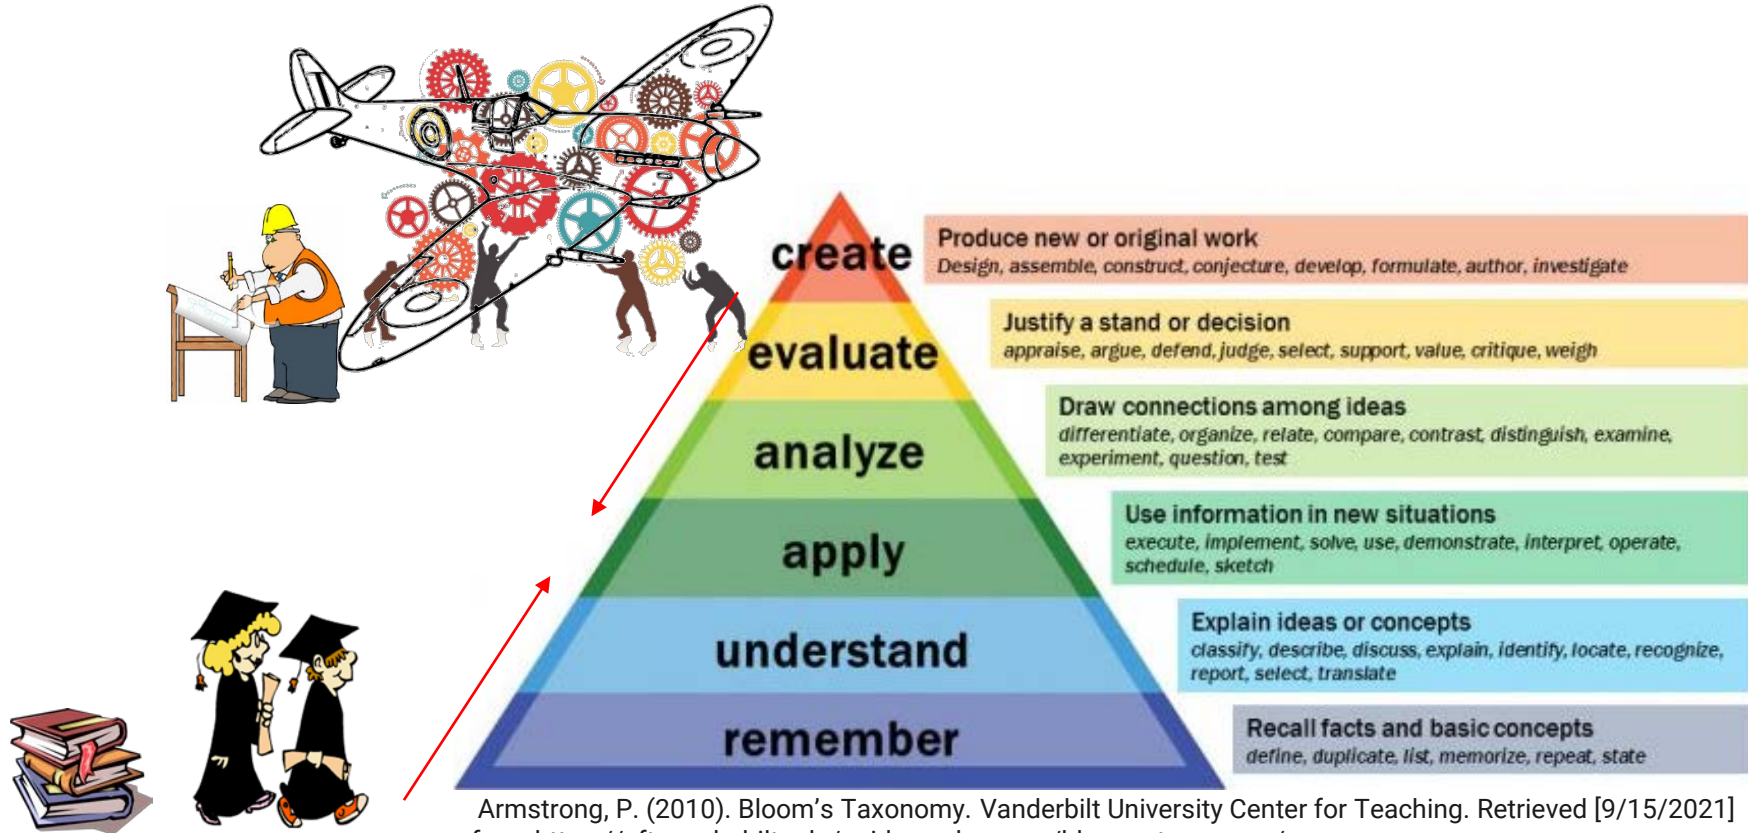 create
Produce new or original work
Design, assemble, construct, conjecture, develop, formulate, author, investigate
evaluate
Justify a stand or decision
appraise, argue, defend, judge, select, support, value, critique, weigh
analyze
Draw connections among ideas
differentiate, organize, relate, compare, contrast, distinguish, examine,
experiment, question, test
apply
Use information in new situations
execute, implement, solve, use, demonstrate, interpret, operate,
schedule, sketch
understand
Explain ideas or concepts
classify, describe, discuss, explain, identify, locate, recognize,
report, select, translate
remember
Recall facts and basic concepts
define, duplicate, list, memorize, repeat, state
Armstrong, P. (2010). Bloom’s Taxonomy. Vanderbilt University Center for Teaching. Retrieved [9/15/2021]